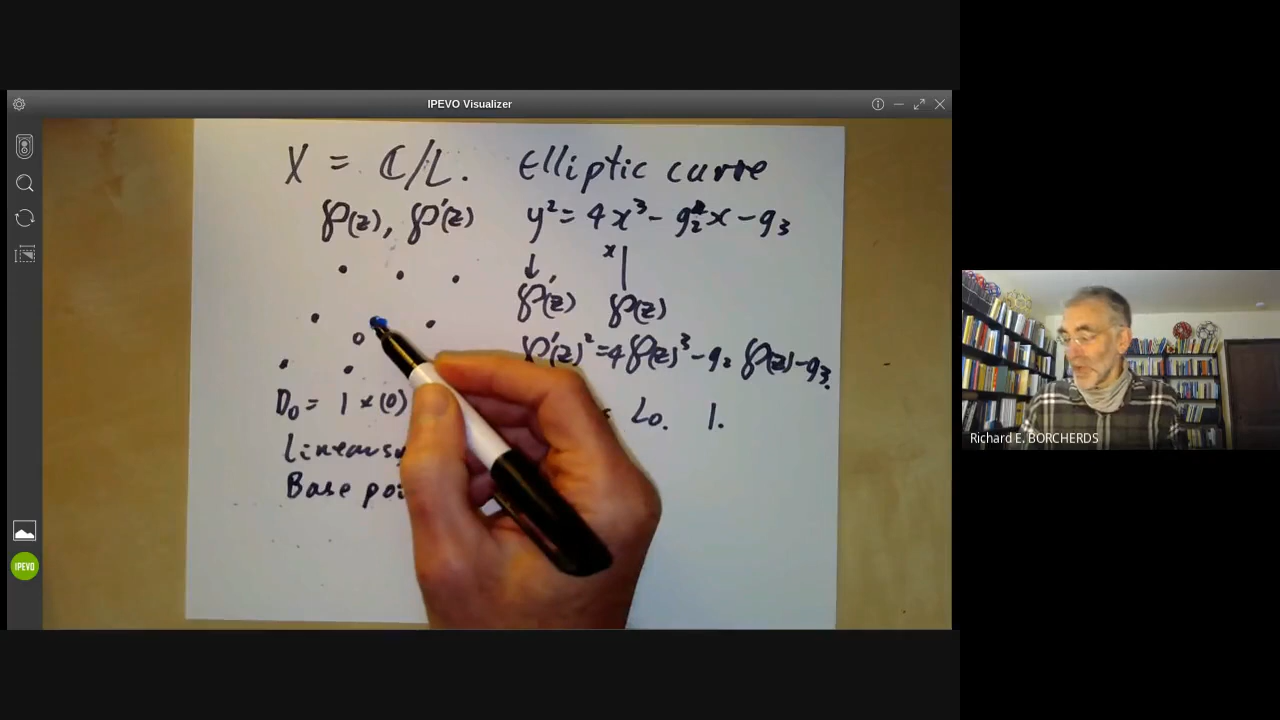 IPEVO Visualizer
X = ℂ/L. Elliptic curve
℘(z), ℘'(z) y² = 4x³ - g₂x - g₃
x
℘'(z) ℘(z)
℘'(z)² = 4℘(z)³ - g₂ ℘(z) - g₃.
D₀ = 1 × (0) L₀. 1.
Richard E. BORCHERDS
Base
IPEVO